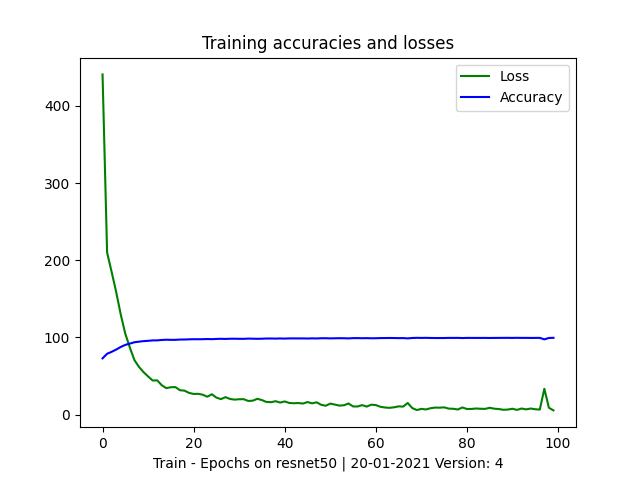 Training accuracies and losses
Loss
Accuracy
400
300
200
100
0
0 20 40 60 80 100
Train - Epochs on resnet50 | 20-01-2021 Version: 4